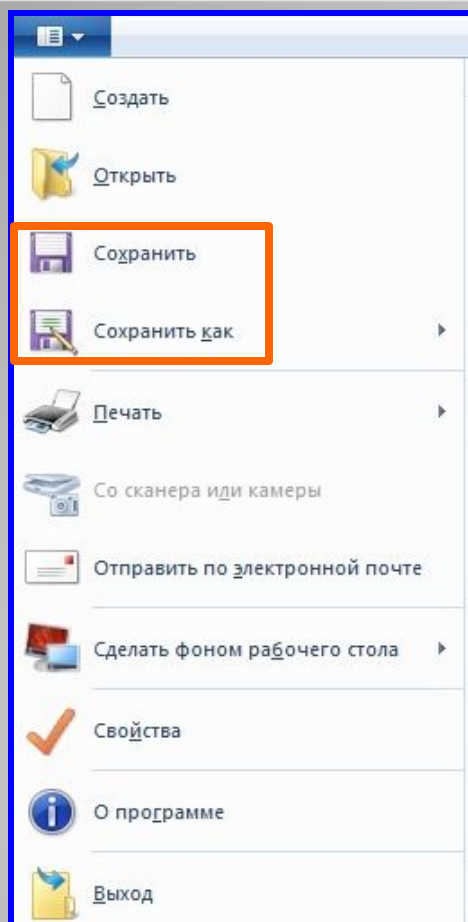 Создать
Открыть
Сохранить
Сохранить как
Печать
Со сканера или камеры
Отправить по электронной почте
Сделать фоном рабочего стола
Свойства
О программе
Выход